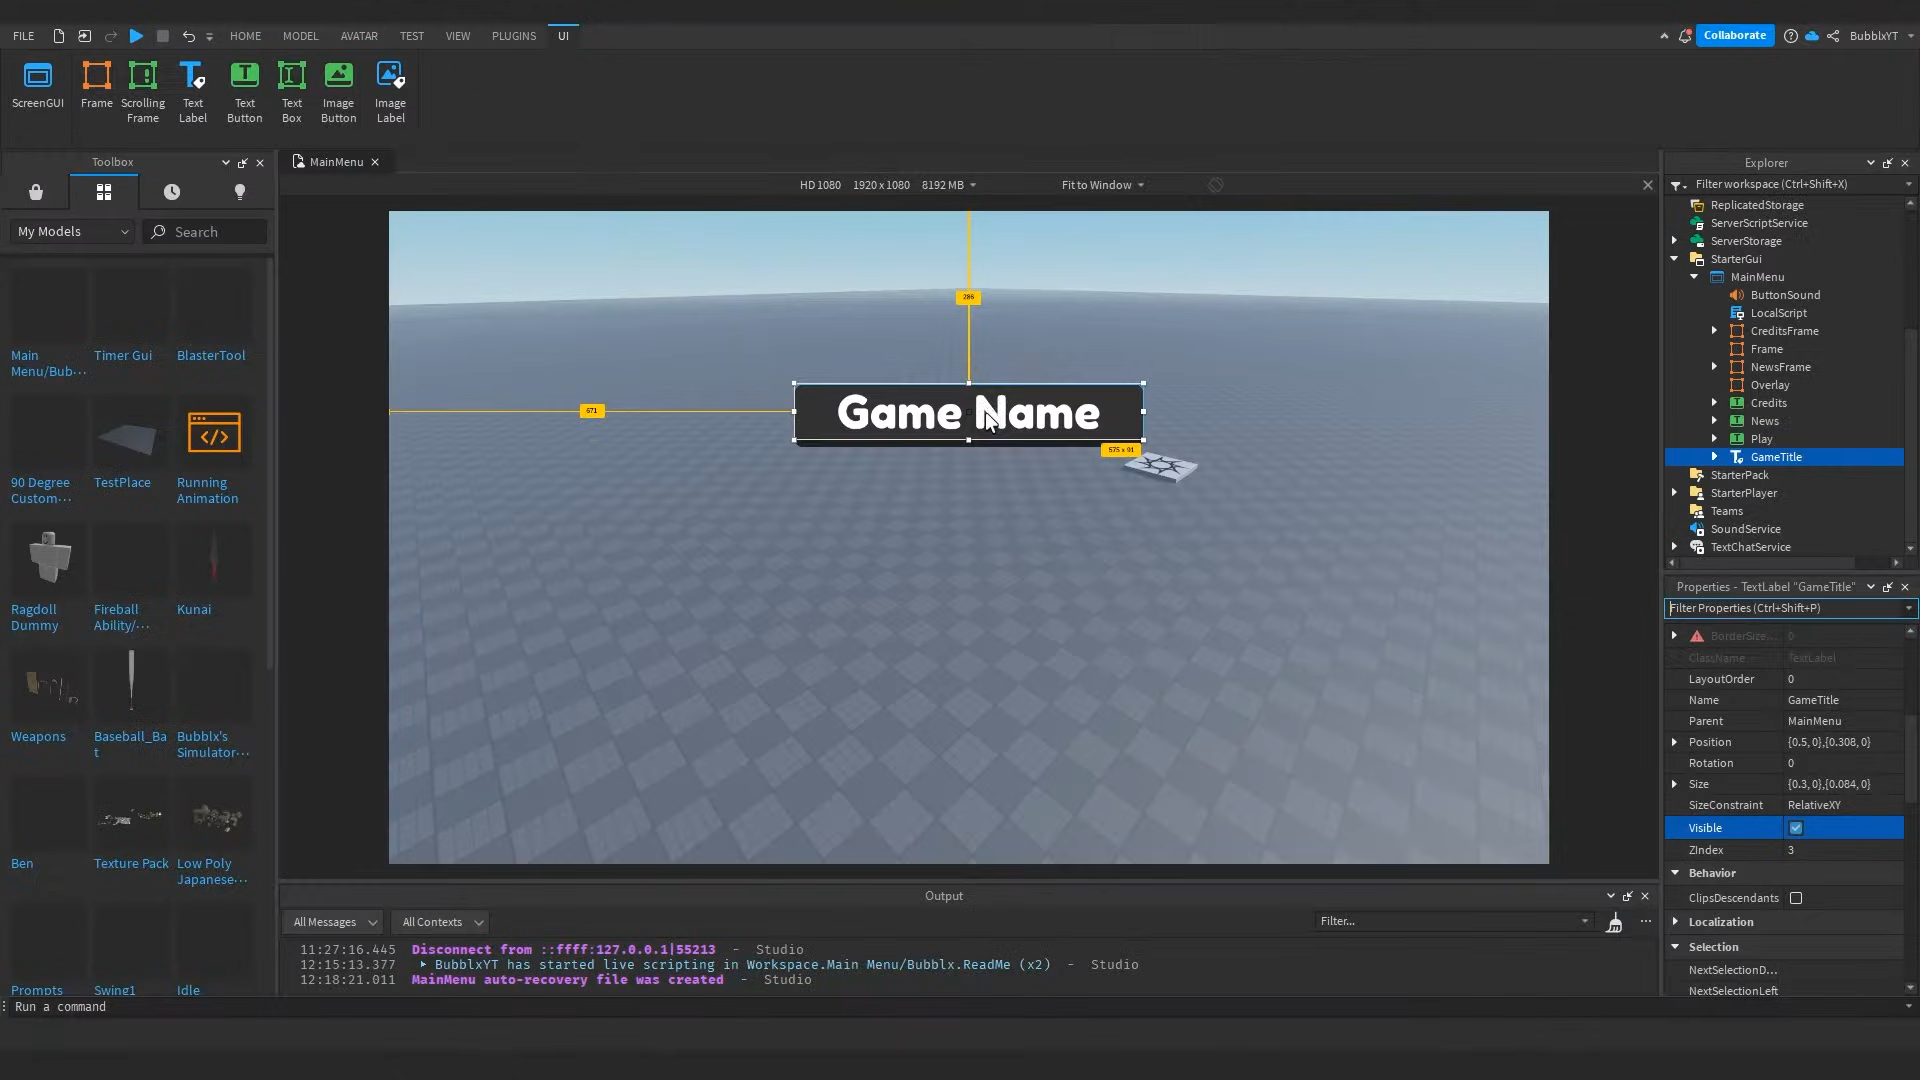 FILE HOME MODEL AVATAR TEST VIEW PLUGINS UI Collaborate BubblxYT
ScreenGUI Frame Scrolling Frame Text Label Text Button Text Box Image Button Image Label
Toolbox
My Models Search
Main Menu/Bub··· Timer Gui BlasterTool
90 Degree Custom··· TestPlace Running Animation
Ragdoll Dummy Fireball Ability/··· Kunai
Weapons Baseball_Bat Bubblx's Simulator···
Ben Texture Pack Low Poly Japanese···
Prompts Swing1 Idle
MainMenu
HD 1080 1920 x 1080 8192 MB Fit to Window
286
671
Game Name
575 x 91
Output
All Messages All Contexts Filter...
11:27:16.445 Disconnect from ::ffff:127.0.0.1|55213 - Studio
12:15:13.377 BubblxYT has started live scripting in Workspace.Main Menu/Bubblx.ReadMe (x2) - Studio
12:18:21.011 MainMenu auto-recovery file was created - Studio
Run a command
Explorer
Filter workspace (Ctrl+Shift+X)
ReplicatedStorage
ServerScriptService
ServerStorage
StarterGui
MainMenu
ButtonSound
LocalScript
CreditsFrame
Frame
NewsFrame
Overlay
Credits
News
Play
GameTitle
StarterPack
StarterPlayer
Teams
SoundService
TextChatService
Properties - TextLabel "GameTitle"
Filter Properties (Ctrl+Shift+P)
BorderSize... 0
ClassName TextLabel
LayoutOrder 0
Name GameTitle
Parent MainMenu
Position {0.5, 0},{0.308, 0}
Rotation 0
Size {0.3, 0},{0.084, 0}
SizeConstraint RelativeXY
Visible
ZIndex 3
Behavior
ClipsDescendants
Localization
Selection
NextSelectionD...
NextSelectionLeft